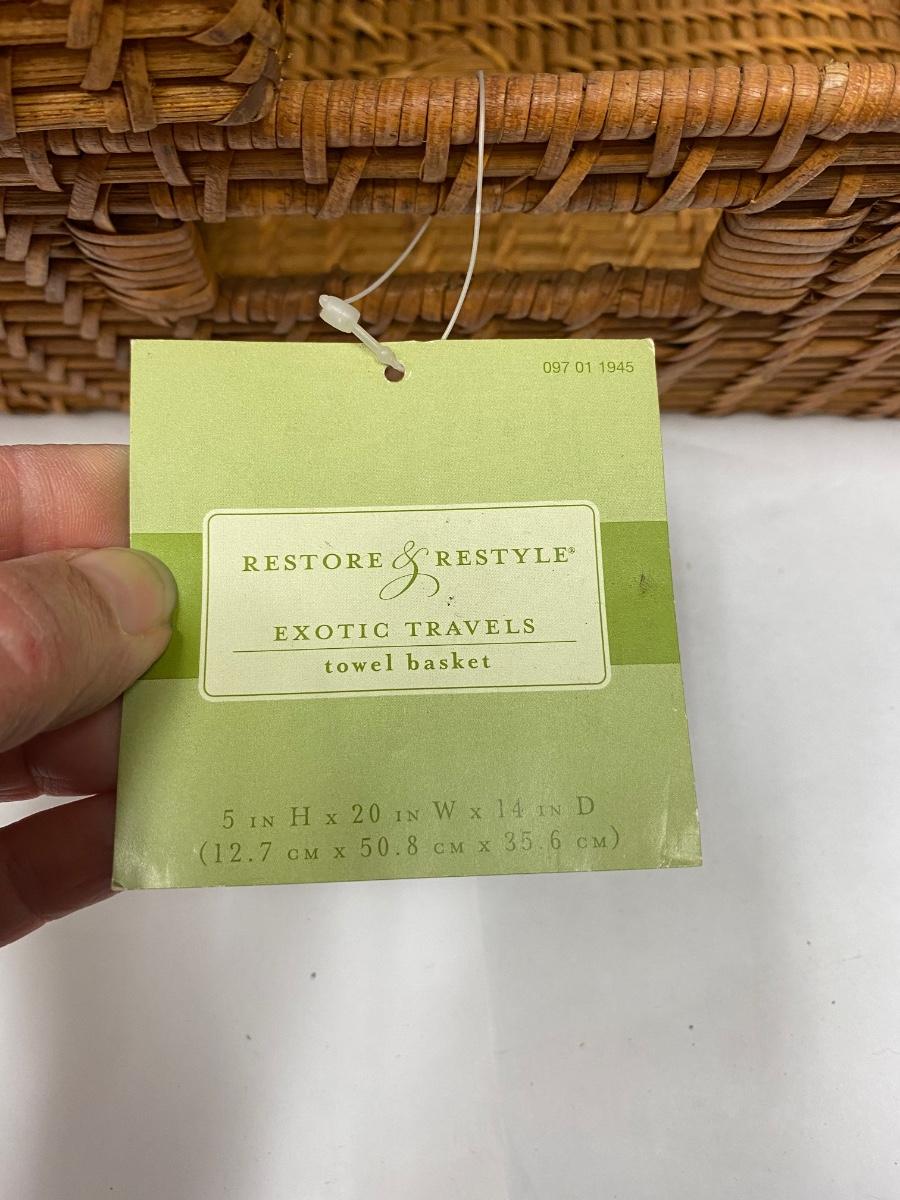 097 01 1945
RESTORE & RESTYLE®
EXOTIC TRAVELS
towel basket
5 IN H x 20 IN W x 14 IN D
(12.7 CM x 50.8 CM x 35.6 CM)